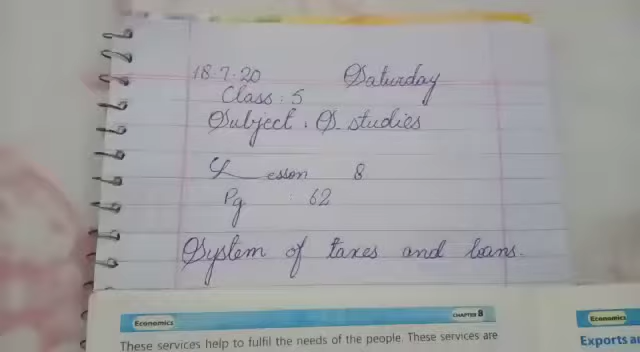 18.7.20 Saturday
Class : 5
Subject : S. studies
Lesson 8
Pg : 62
System of taxes and loans.
Economics CHAPTER 8
These services help to fulfil the needs of the people. These services are
Economics
Exports a